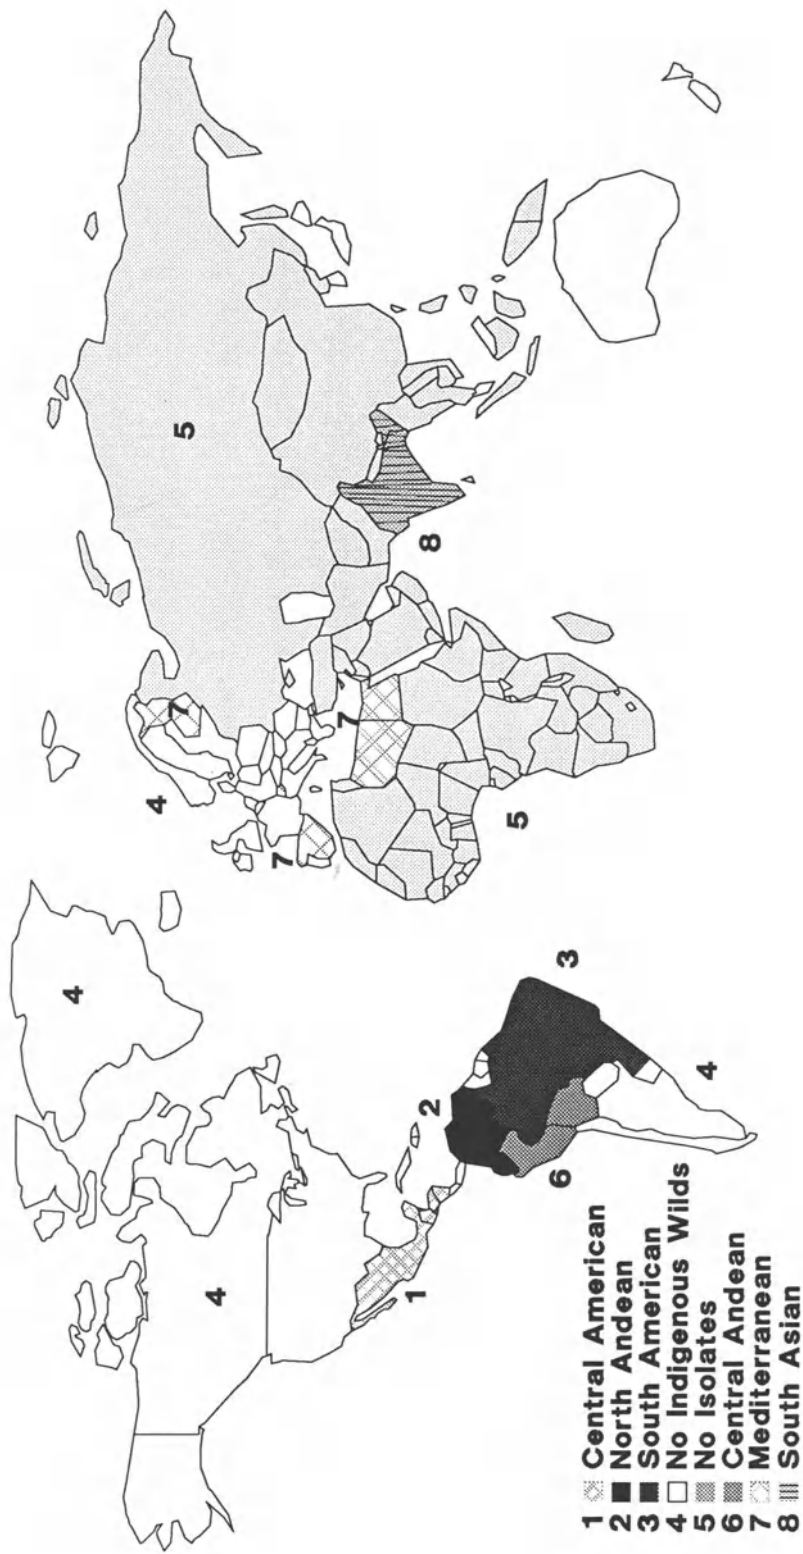 4
4
7
5
4
7
7
1
2
8
5
6
3
4
1 Central American
2 North Andean
3 South American
4 No Indigenous Wilds
5 No Isolates
6 Central Andean
7 Mediterranean
8 South Asian